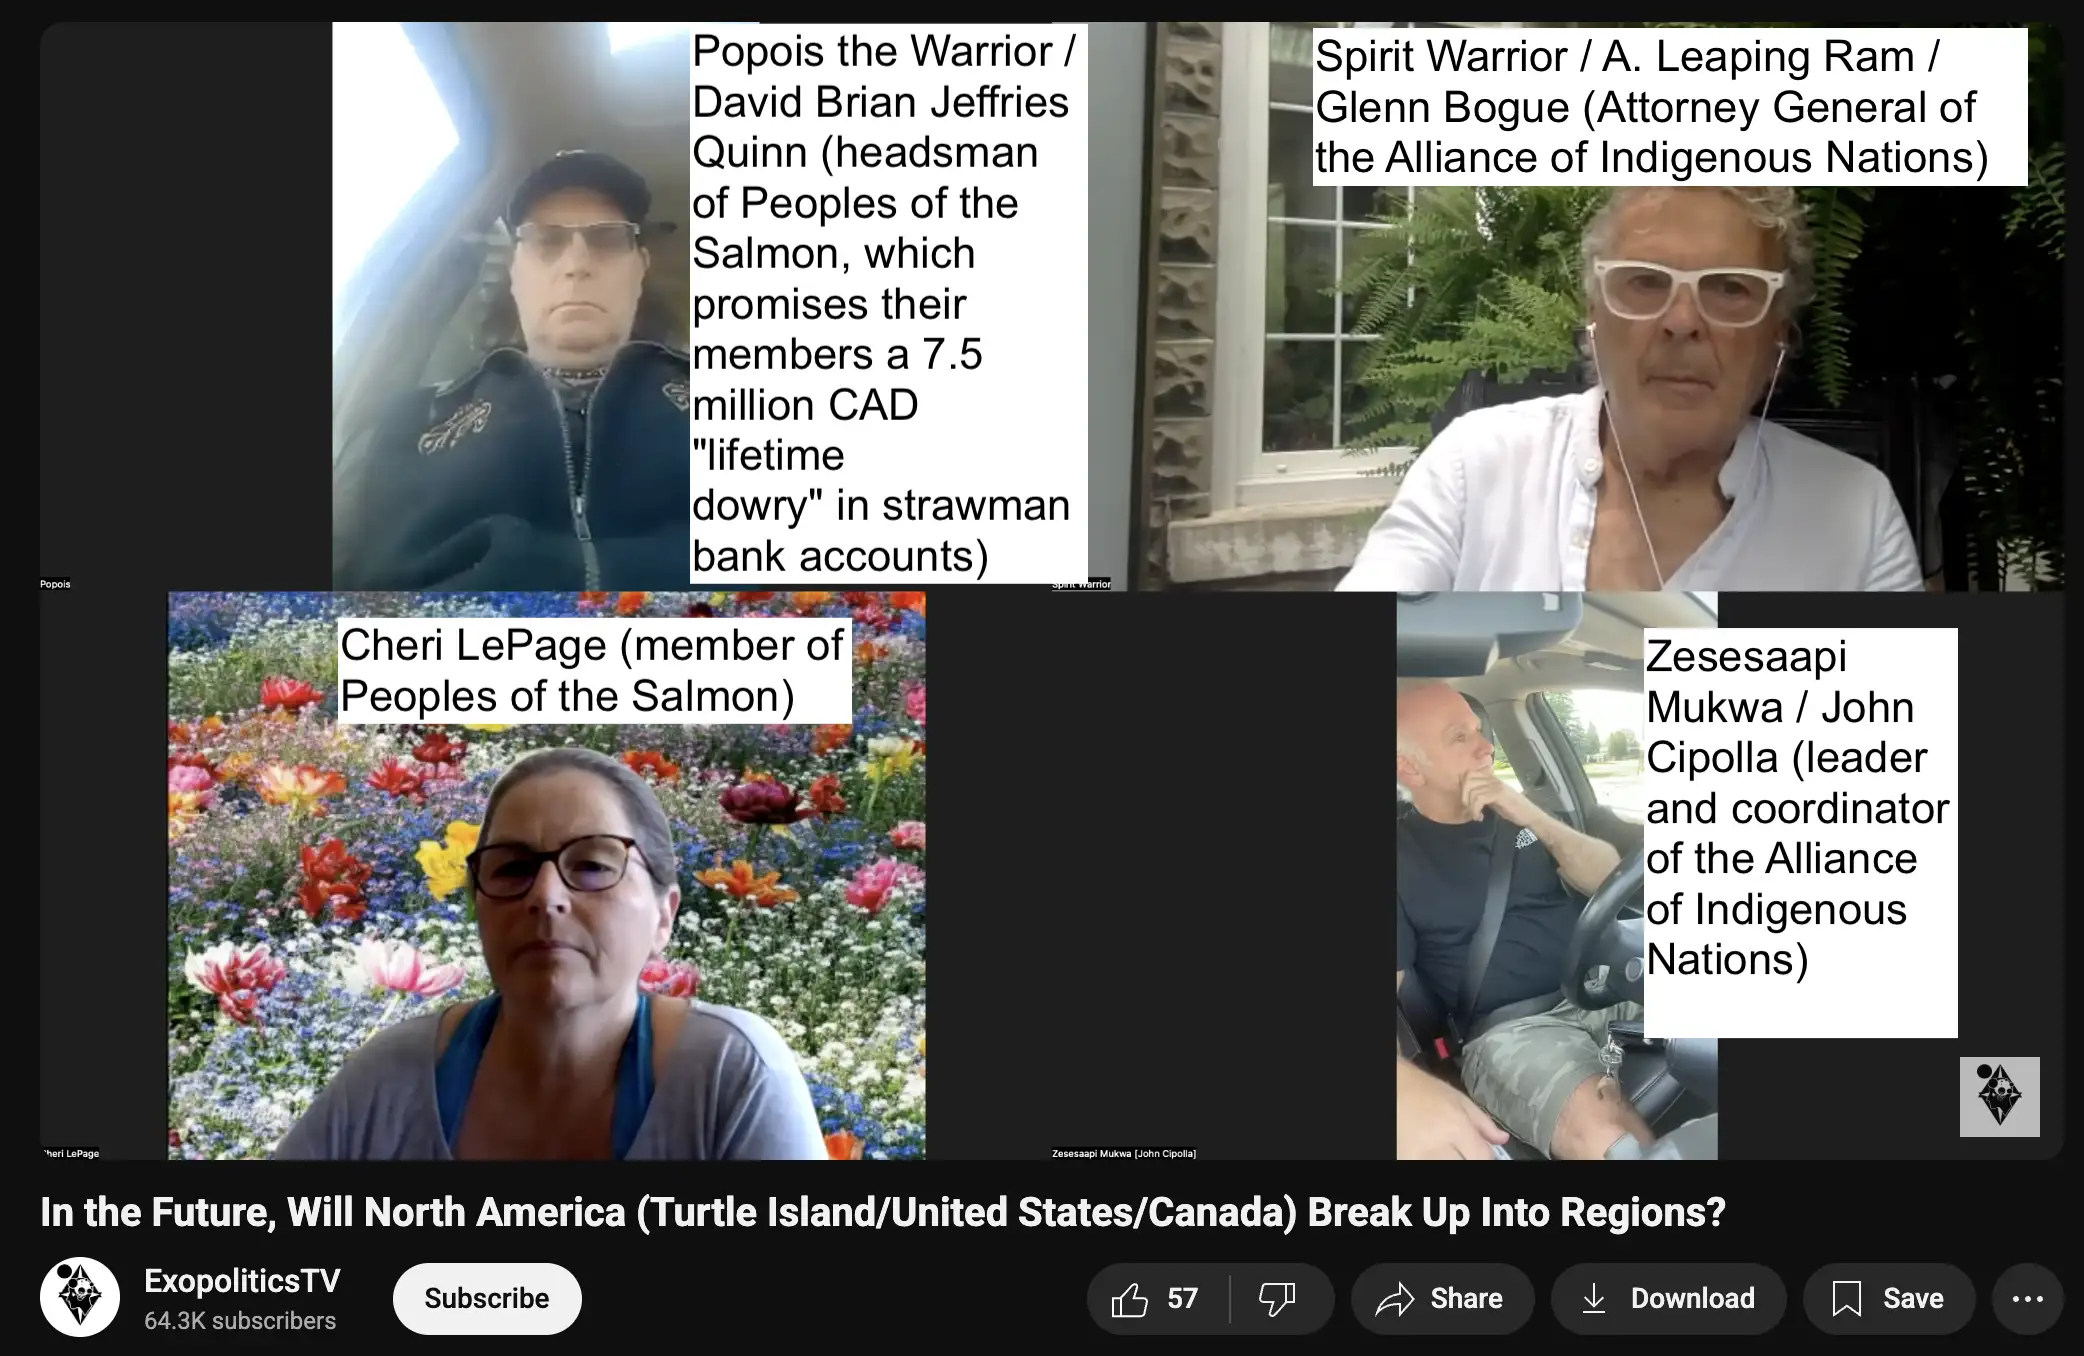 Popois the Warrior /
David Brian Jeffries
Quinn (headsman
of Peoples of the
Salmon, which
promises their
members a 7.5
million CAD
"lifetime
dowry" in strawman
bank accounts)
Popois
Spirit Warrior / A. Leaping Ram /
Glenn Bogue (Attorney General of
the Alliance of Indigenous Nations)
Spirit Warrior
Cheri LePage (member of
Peoples of the Salmon)
Cheri LePage
Zesesaapi
Mukwa / John
Cipolla (leader
and coordinator
of the Alliance
of Indigenous
Nations)
Zesesaapi Mukwa [John Cipolla]
In the Future, Will North America (Turtle Island/United States/Canada) Break Up Into Regions?
ExopoliticsTV
64.3K subscribers
Subscribe
57
Share
Download
Save